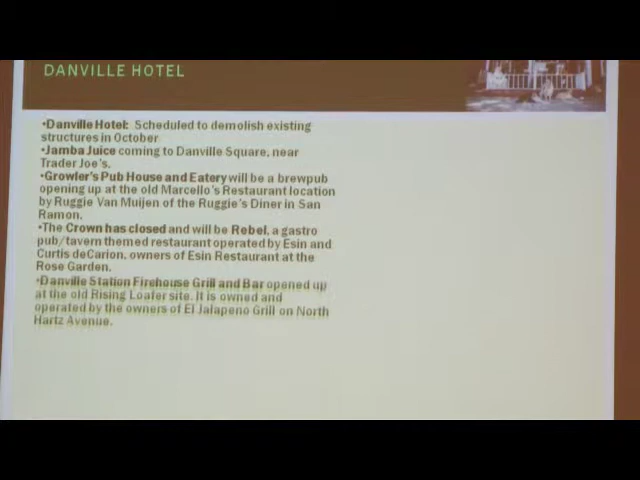 DANVILLE HOTEL
•Danville Hotel: Scheduled to demolish existing
structures in October
•Jamba Juice coming to Danville Square, near
Trader Joe's.
•Growler's Pub House and Eatery will be a brewpub
opening up at the old Marcello's Restaurant location
by Ruggie Van Muijen of the Ruggie's Diner in San
Ramon.
•The Crown has closed and will be Rebel, a gastro
pub/tavern themed restaurant operated by Esin and
Curtis deCarion, owners of Esin Restaurant at the
Rose Garden.
•Danville Station Firehouse Grill and Bar opened up
at the old Rising Loafer site. It is owned and
operated by the owners of El Jalapeno Grill on North
Hartz Avenue.